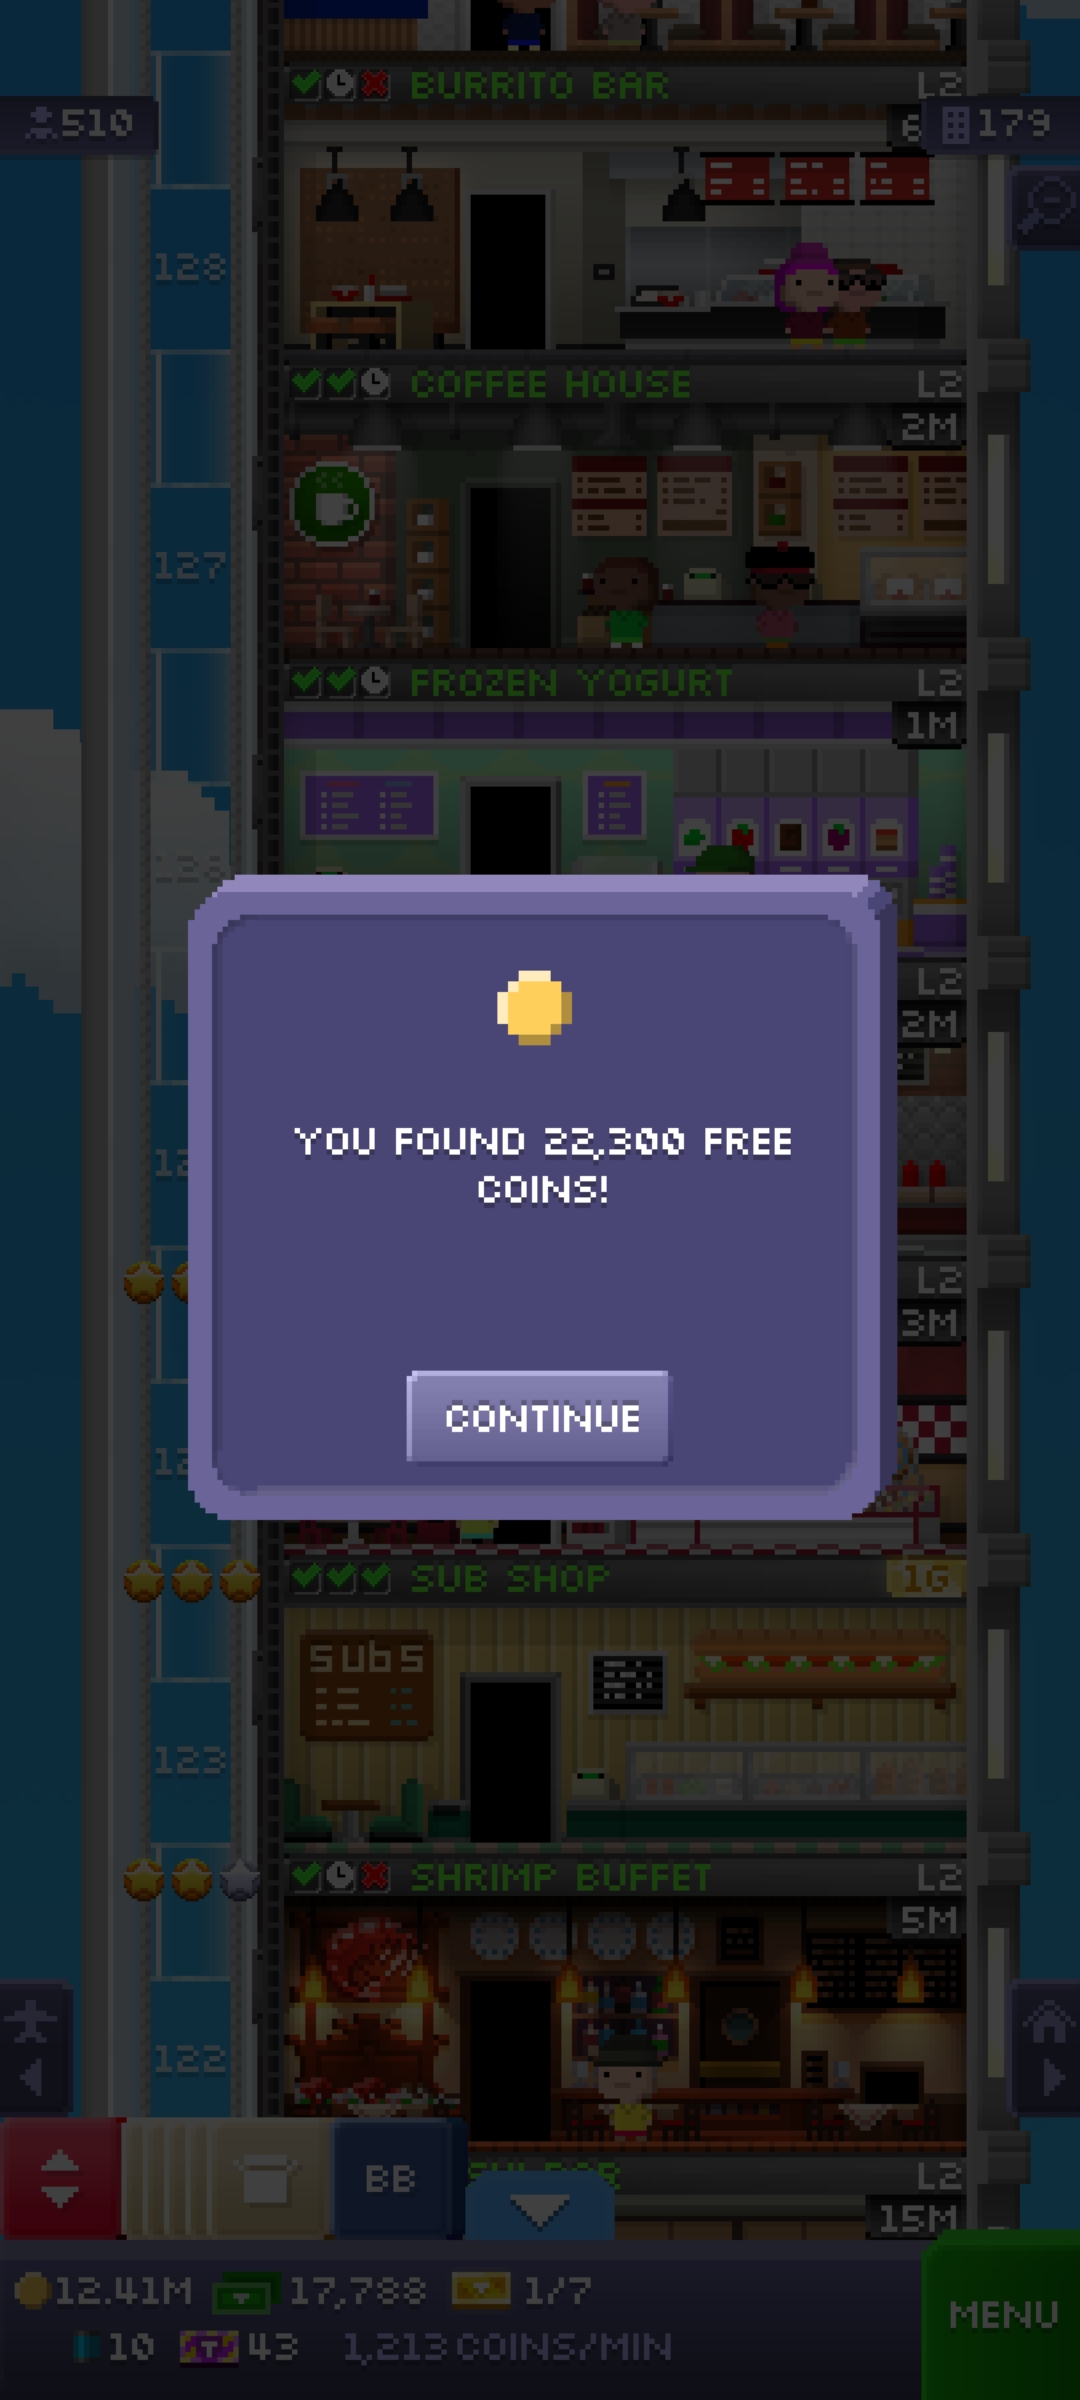 BURRITO BAR L2
510
6
179
128
COFFEE HOUSE L2
2M
127
FROZEN YOGURT L2
1M
L2
2M
YOU FOUND 22,300 FREE
COINS!
L2
3M
CONTINUE
SUB SHOP 1G
subs
123
SHRIMP BUFFET L2
5M
122
BB
L2
15M
12.41M 17,788 1/7
MENU
10 T 43 1,213 COINS/MIN